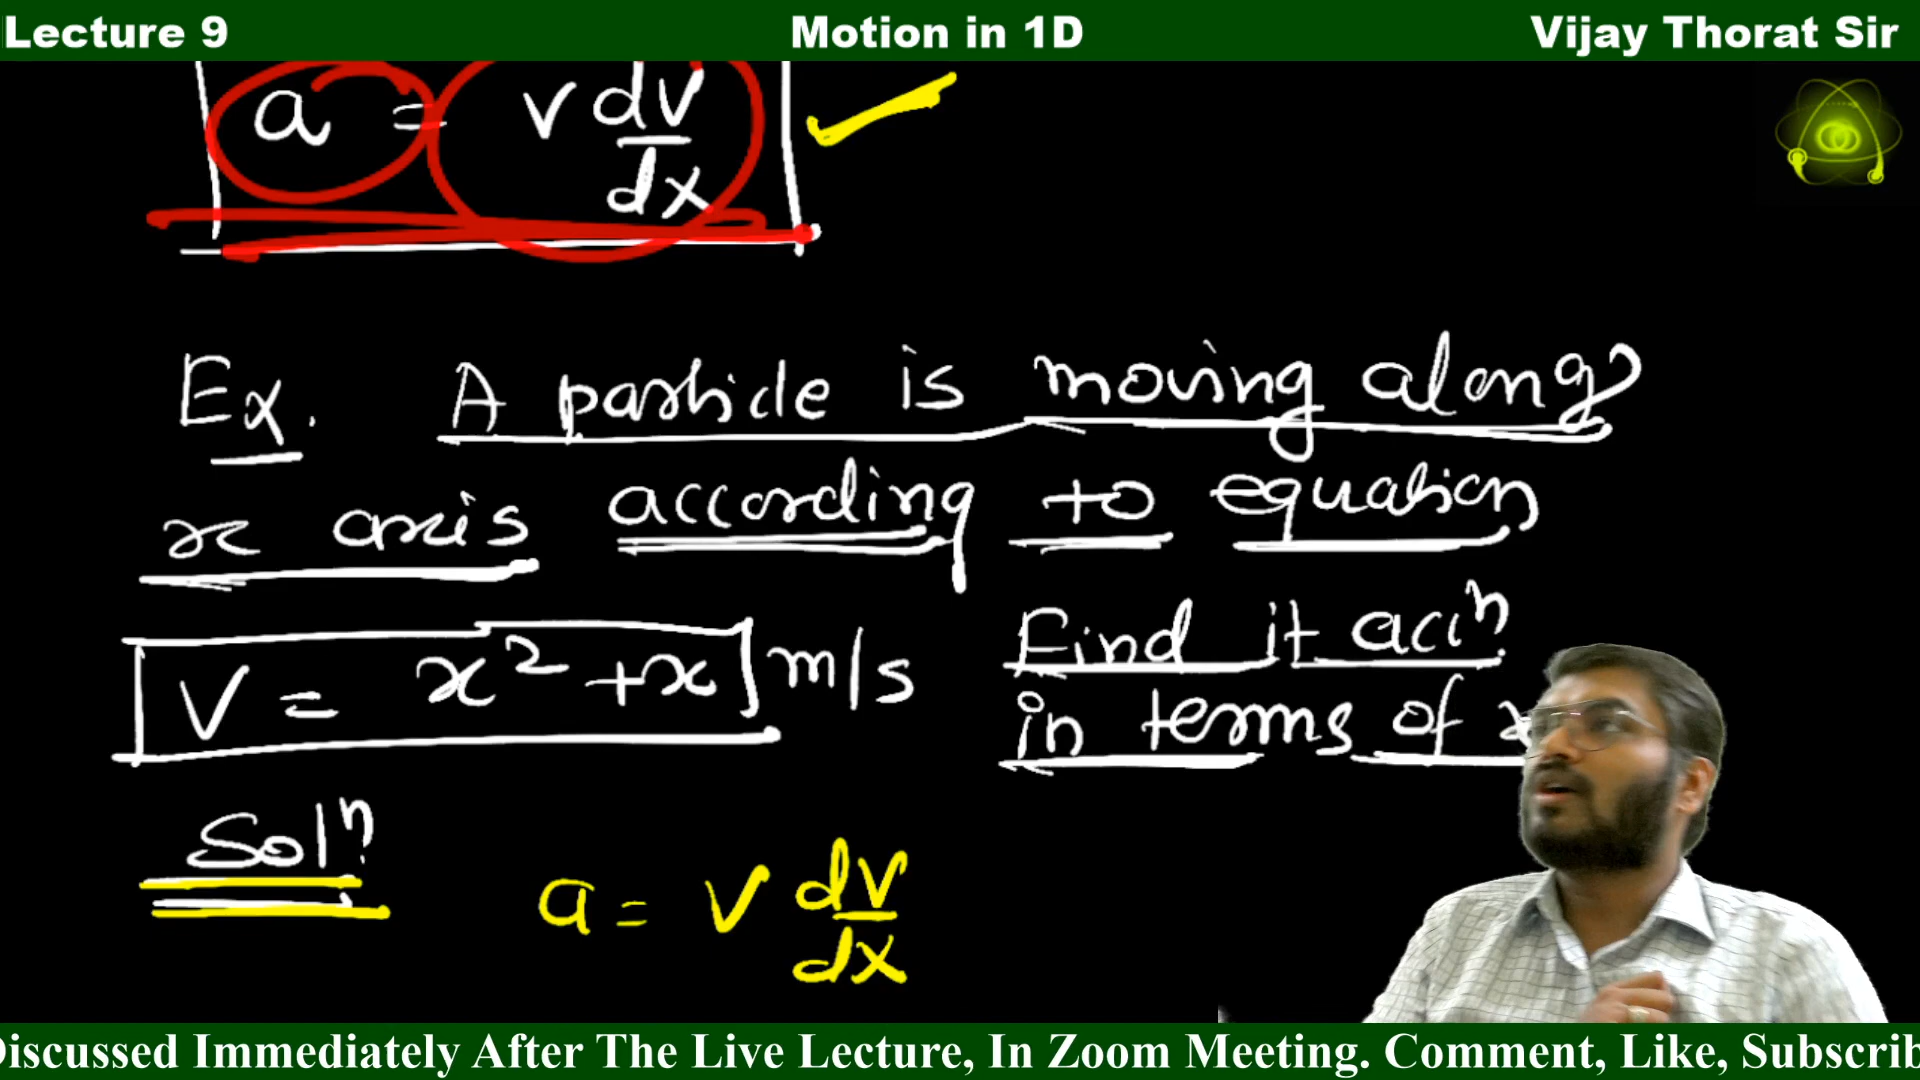 Lecture 9 Motion in 1D Vijay Thorat Sir
a = v dv/dx
Ex. A particle is moving along
x axis according to equation
V = x² + x m/s Find it accⁿ
in terms of x
Solⁿ
a = v dv/dx
Discussed Immediately After The Live Lecture, In Zoom Meeting. Comment, Like, Subscrib